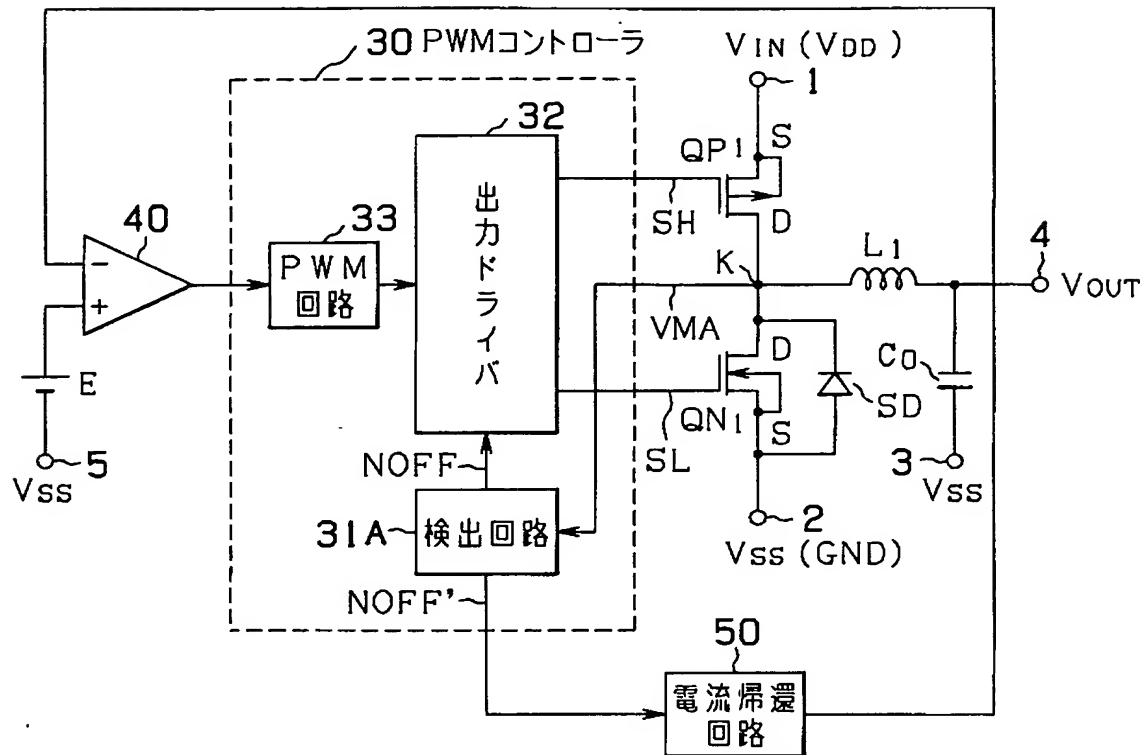 30 PWMコントローラ
VIN (VDD)
1
32
S
QP1
SH
D
出力ドライバ
40
33
PWM
回路
-
+
K
L1
4
VOUT
VMA
D
C0
E
SD
QN1
S
SL
5
VSS
NOFF
3
VSS
31A
検出回路
2
VSS (GND)
NOFF'
50
電流帰還
回路